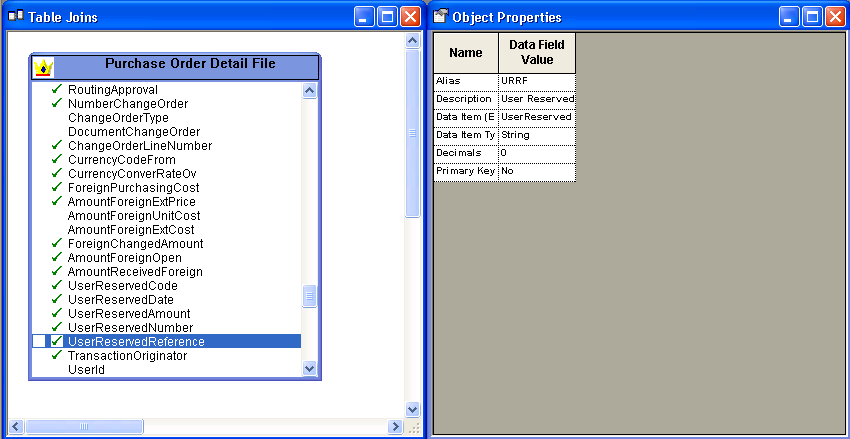 Table Joins
Purchase Order Detail File
RoutingApproval
NumberChangeOrder
ChangeOrderType
DocumentChangeOrder
ChangeOrderLineNumber
CurrencyCodeFrom
CurrencyConverRateOv
ForeignPurchasingCost
AmountForeignExtPrice
AmountForeignUnitCost
AmountForeignExtCost
ForeignChangedAmount
AmountForeignOpen
AmountReceivedForeign
UserReservedCode
UserReservedDate
UserReservedAmount
UserReservedNumber
UserReservedReference
TransactionOriginator
UserId
Object Properties
Name Data Field
Value
Alias URRF
Description User Reserved
Data Item (E UserReserved
Data Item Ty String
Decimals 0
Primary Key No